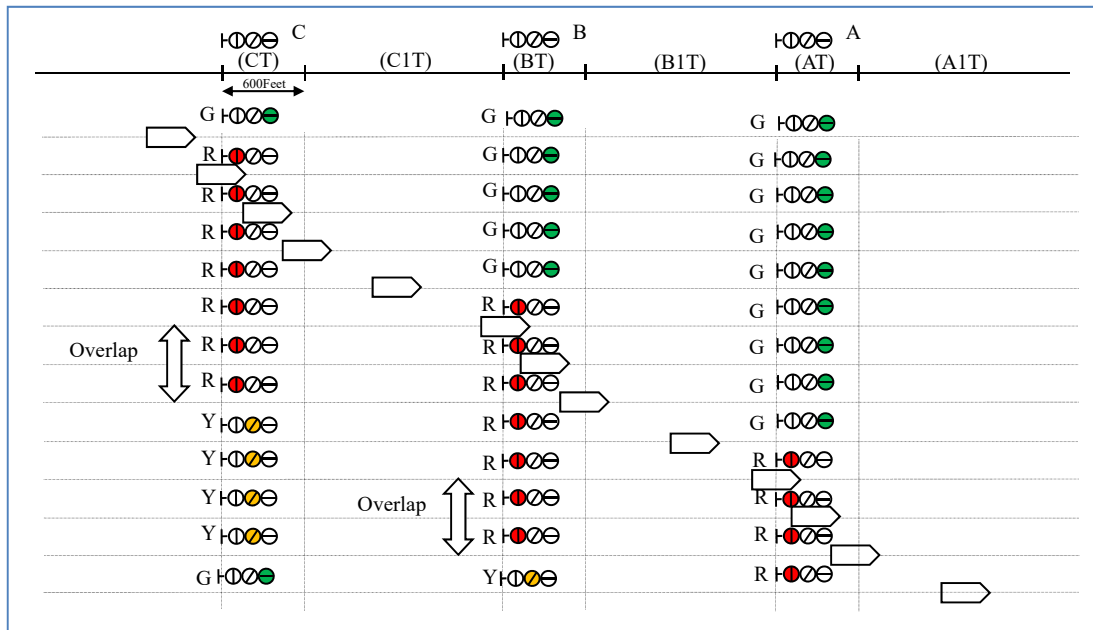 C B A
(CT) (C1T) (BT) (B1T) (AT) (A1T)
600Feet
G G G
R G G
R G G
R G G
R G G
R R G
Overlap R R G
R R G
Y R G
Y R R
Y Overlap R R
Y R R
G Y R